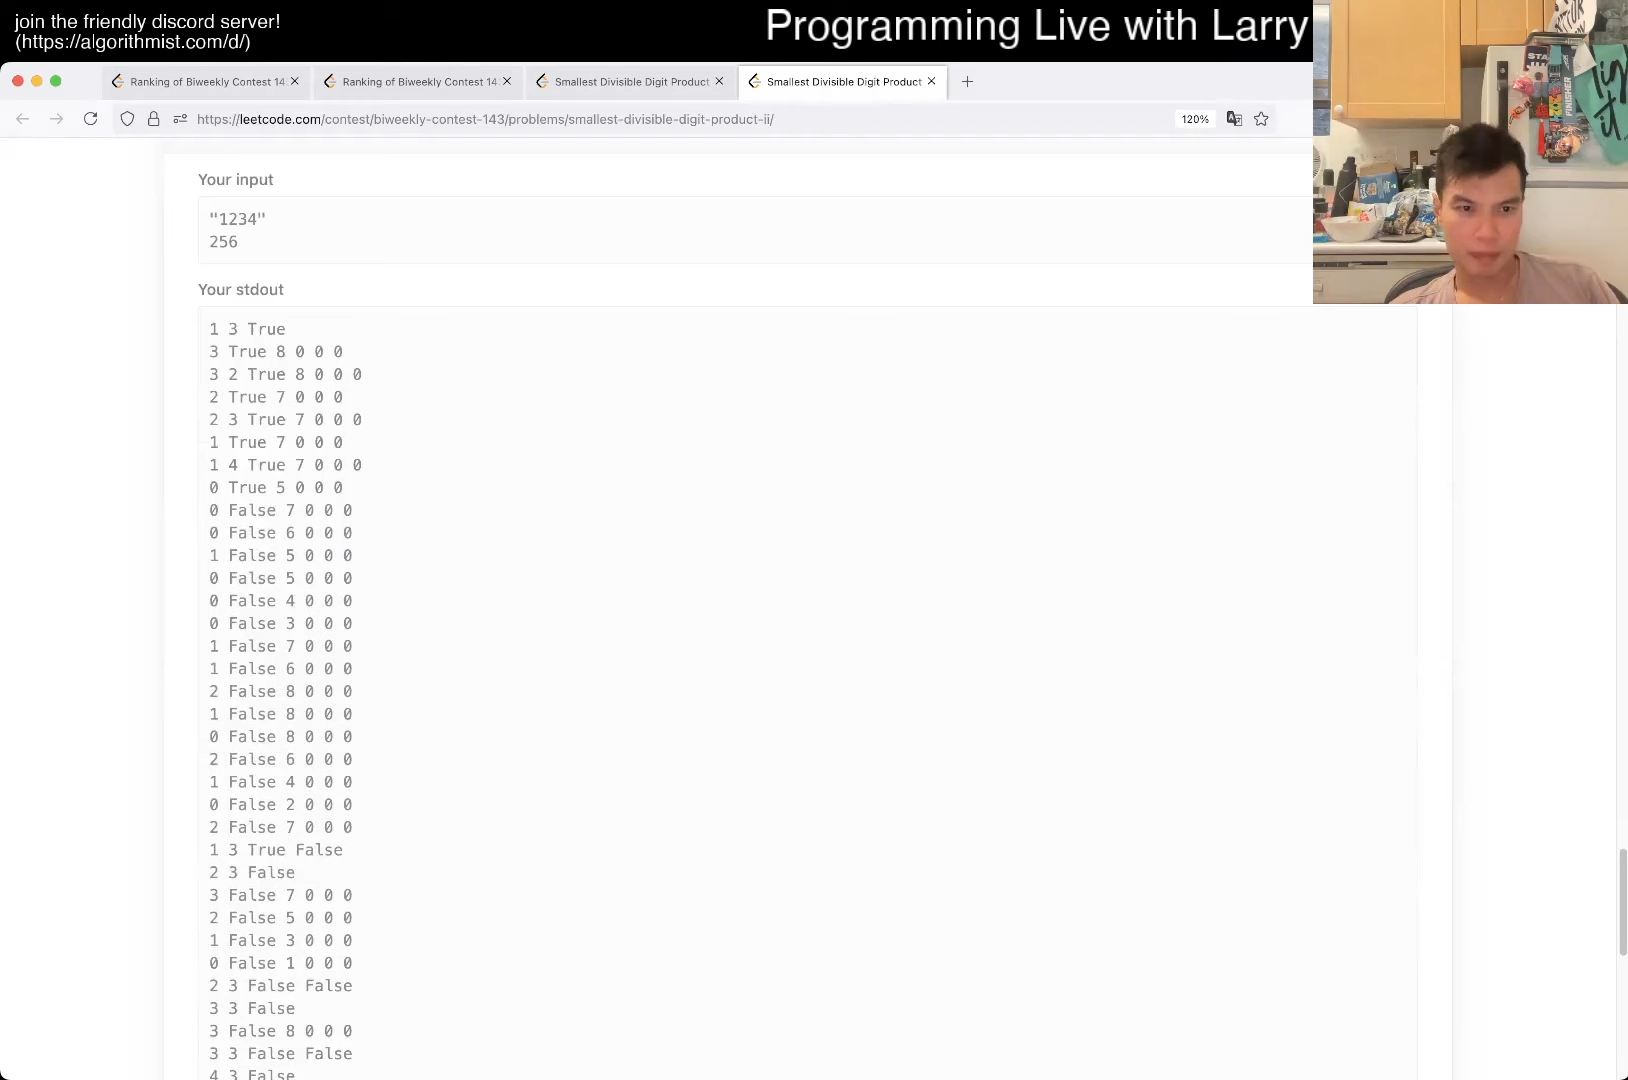 join the friendly discord server!
(https://algorithmist.com/d/)
Programming Live with Larry
Ranking of Biweekly Contest 14
Ranking of Biweekly Contest 14
Smallest Divisible Digit Product
Smallest Divisible Digit Product
https://leetcode.com/contest/biweekly-contest-143/problems/smallest-divisible-digit-product-ii/
120%
Your input
"1234"
256
Your stdout
1 3 True
3 True 8 0 0 0
3 2 True 8 0 0 0
2 True 7 0 0 0
2 3 True 7 0 0 0
1 True 7 0 0 0
1 4 True 7 0 0 0
0 True 5 0 0 0
0 False 7 0 0 0
0 False 6 0 0 0
1 False 5 0 0 0
0 False 5 0 0 0
0 False 4 0 0 0
0 False 3 0 0 0
1 False 7 0 0 0
1 False 6 0 0 0
2 False 8 0 0 0
1 False 8 0 0 0
0 False 8 0 0 0
2 False 6 0 0 0
1 False 4 0 0 0
0 False 2 0 0 0
2 False 7 0 0 0
1 3 True False
2 3 False
3 False 7 0 0 0
2 False 5 0 0 0
1 False 3 0 0 0
0 False 1 0 0 0
2 3 False False
3 3 False
3 False 8 0 0 0
3 3 False False
4 3 False